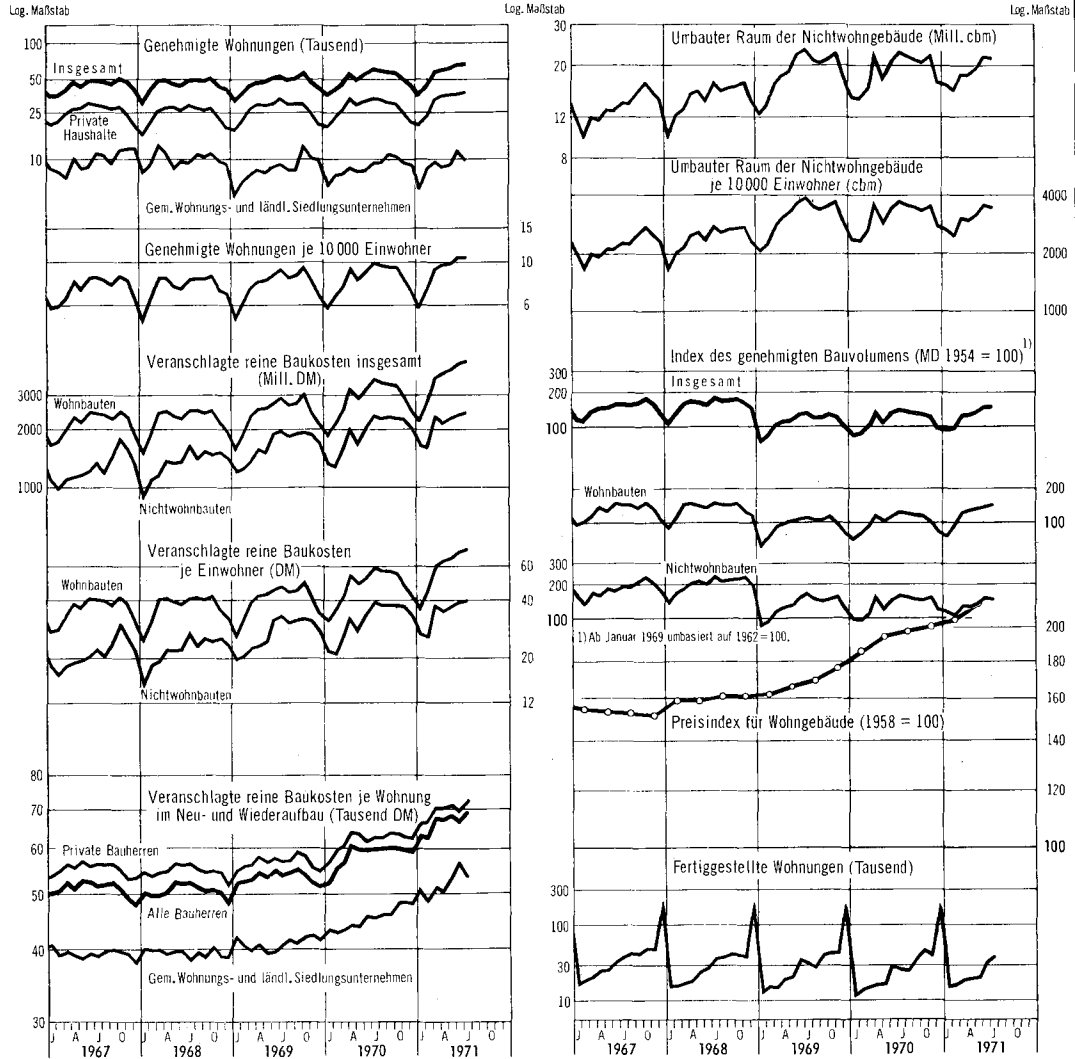 Log. Maßstab
Genehmigte Wohnungen (Tausend)
100
50
25
10
Insgesamt
Private
Haushalte
Gem. Wohnungs- und ländl. Siedlungsunternehmen
Genehmigte Wohnungen je 10 000 Einwohner
15
10
6
Veranschlagte reine Baukosten insgesamt
(Mill. DM)
3000
2000
1000
Wohnbauten
Nichtwohnbauten
Veranschlagte reine Baukosten
je Einwohner (DM)
60
40
20
12
Wohnbauten
Nichtwohnbauten
80
70
60
50
40
30
Veranschlagte reine Baukosten je Wohnung
im Neu- und Wiederaufbau (Tausend DM)
Private Bauherren
Alle Bauherren
Gem. Wohnungs- und ländl. Siedlungsunternehmen
J A J O J A J O J A J O J A J O J A J O
1967 1968 1969 1970 1971
Log. Maßstab
Log. Maßstab
Umbauter Raum der Nichtwohngebäude (Mill. cbm)
30
20
12
8
Umbauter Raum der Nichtwohngebäude
je 10 000 Einwohner (cbm)
4000
2000
1000
Index des genehmigten Bauvolumens (MD 1954 = 100) 1)
Insgesamt
300
200
100
Wohnbauten
200
100
Nichtwohnbauten
300
200
100
1) Ab Januar 1969 umbasiert auf 1962 = 100.
200
180
160
140
120
100
Preisindex für Wohngebäude (1958 = 100)
Fertiggestellte Wohnungen (Tausend)
300
100
30
10
J A J O J A J O J A J O J A J O J A J O
1967 1968 1969 1970 1971